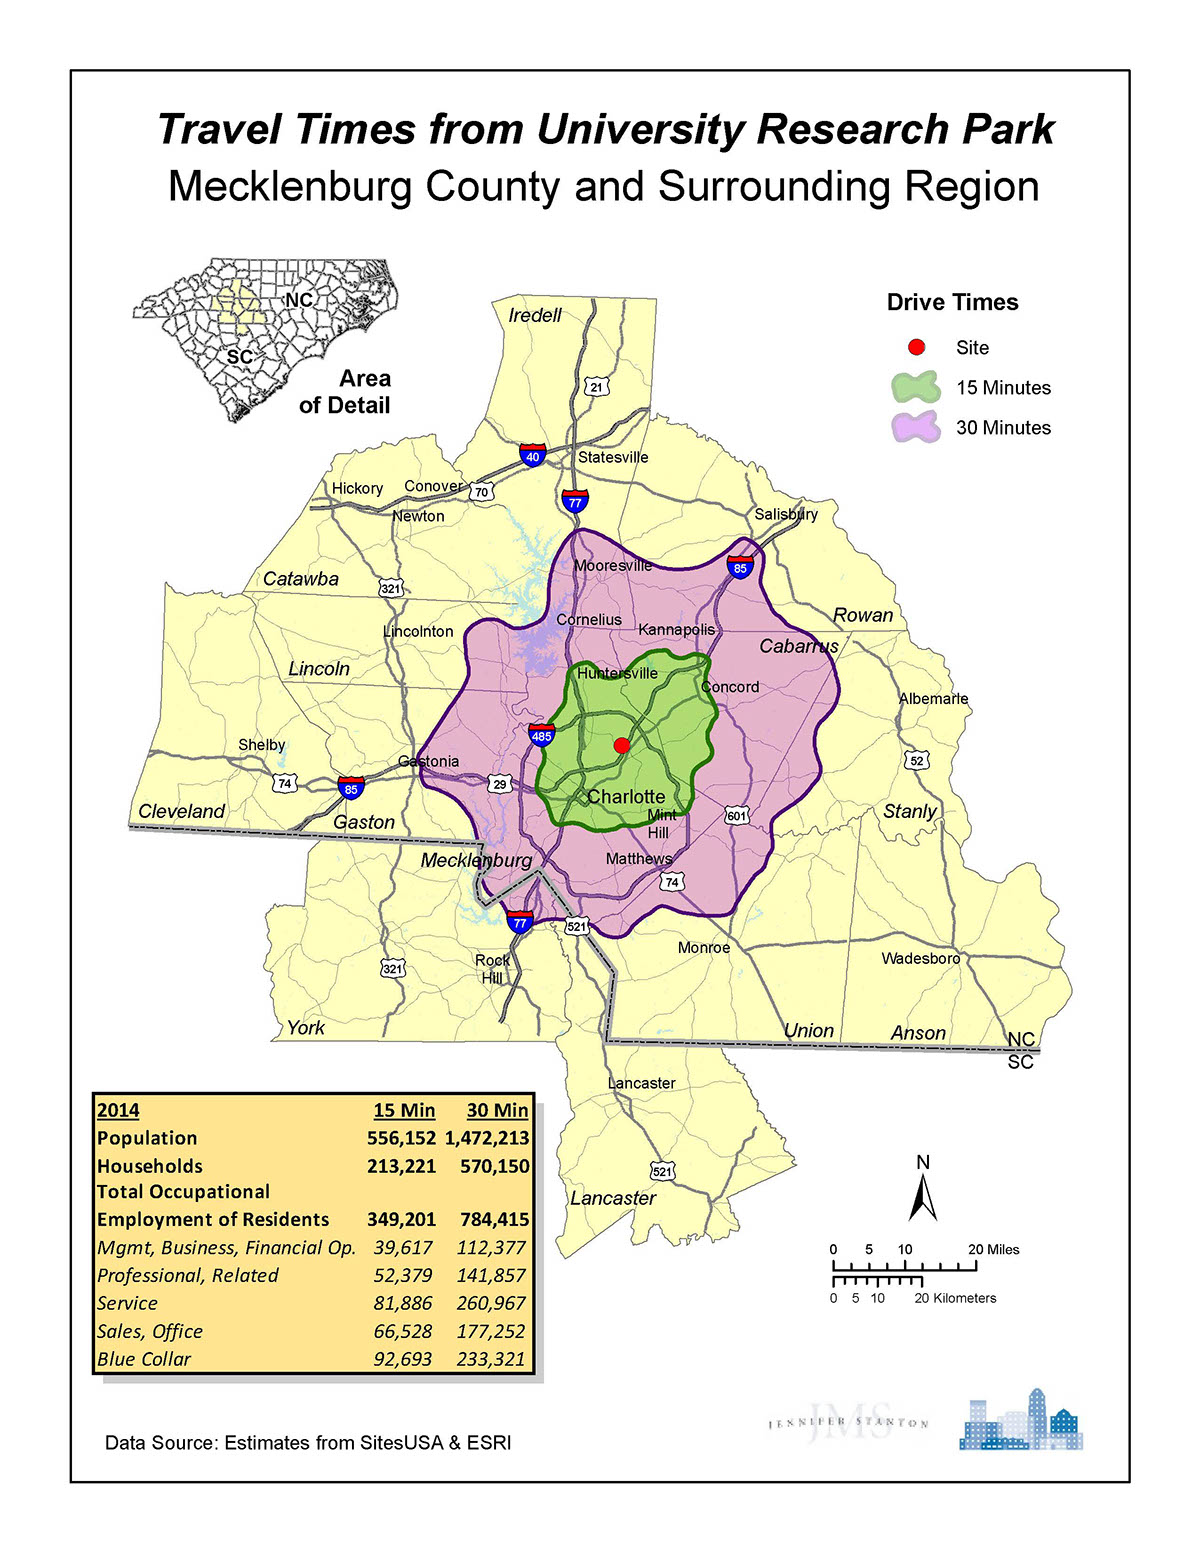 Travel Times from University Research Park
Mecklenburg County and Surrounding Region
NC
SC
Area
of Detail
Drive Times
Site
15 Minutes
30 Minutes
Iredell
21
40
Statesville
Hickory
Conover
70
77
Newton
Salisbury
Mooresville
85
Catawba
321
Rowan
Cornelius
Kannapolis
Lincolnton
Cabarrus
Lincoln
Huntersville
Concord
Albemarle
485
Shelby
Gastonia
52
74
85
29
Charlotte
Cleveland
Gaston
Mint
Hill
601
Stanly
Mecklenburg
Matthews
74
77
521
Monroe
Rock
Hill
321
Wadesboro
York
Union
Anson
NC
SC
Lancaster
521
Lancaster
2014 15 Min 30 Min
Population 556,152 1,472,213
Households 213,221 570,150
Total Occupational
Employment of Residents 349,201 784,415
Mgmt, Business, Financial Op. 39,617 112,377
Professional, Related 52,379 141,857
Service 81,886 260,967
Sales, Office 66,528 177,252
Blue Collar 92,693 233,321
N
0 5 10 20 Miles
0 5 10 20 Kilometers
JMS
JENNIFER STANTON
Data Source: Estimates from SitesUSA & ESRI